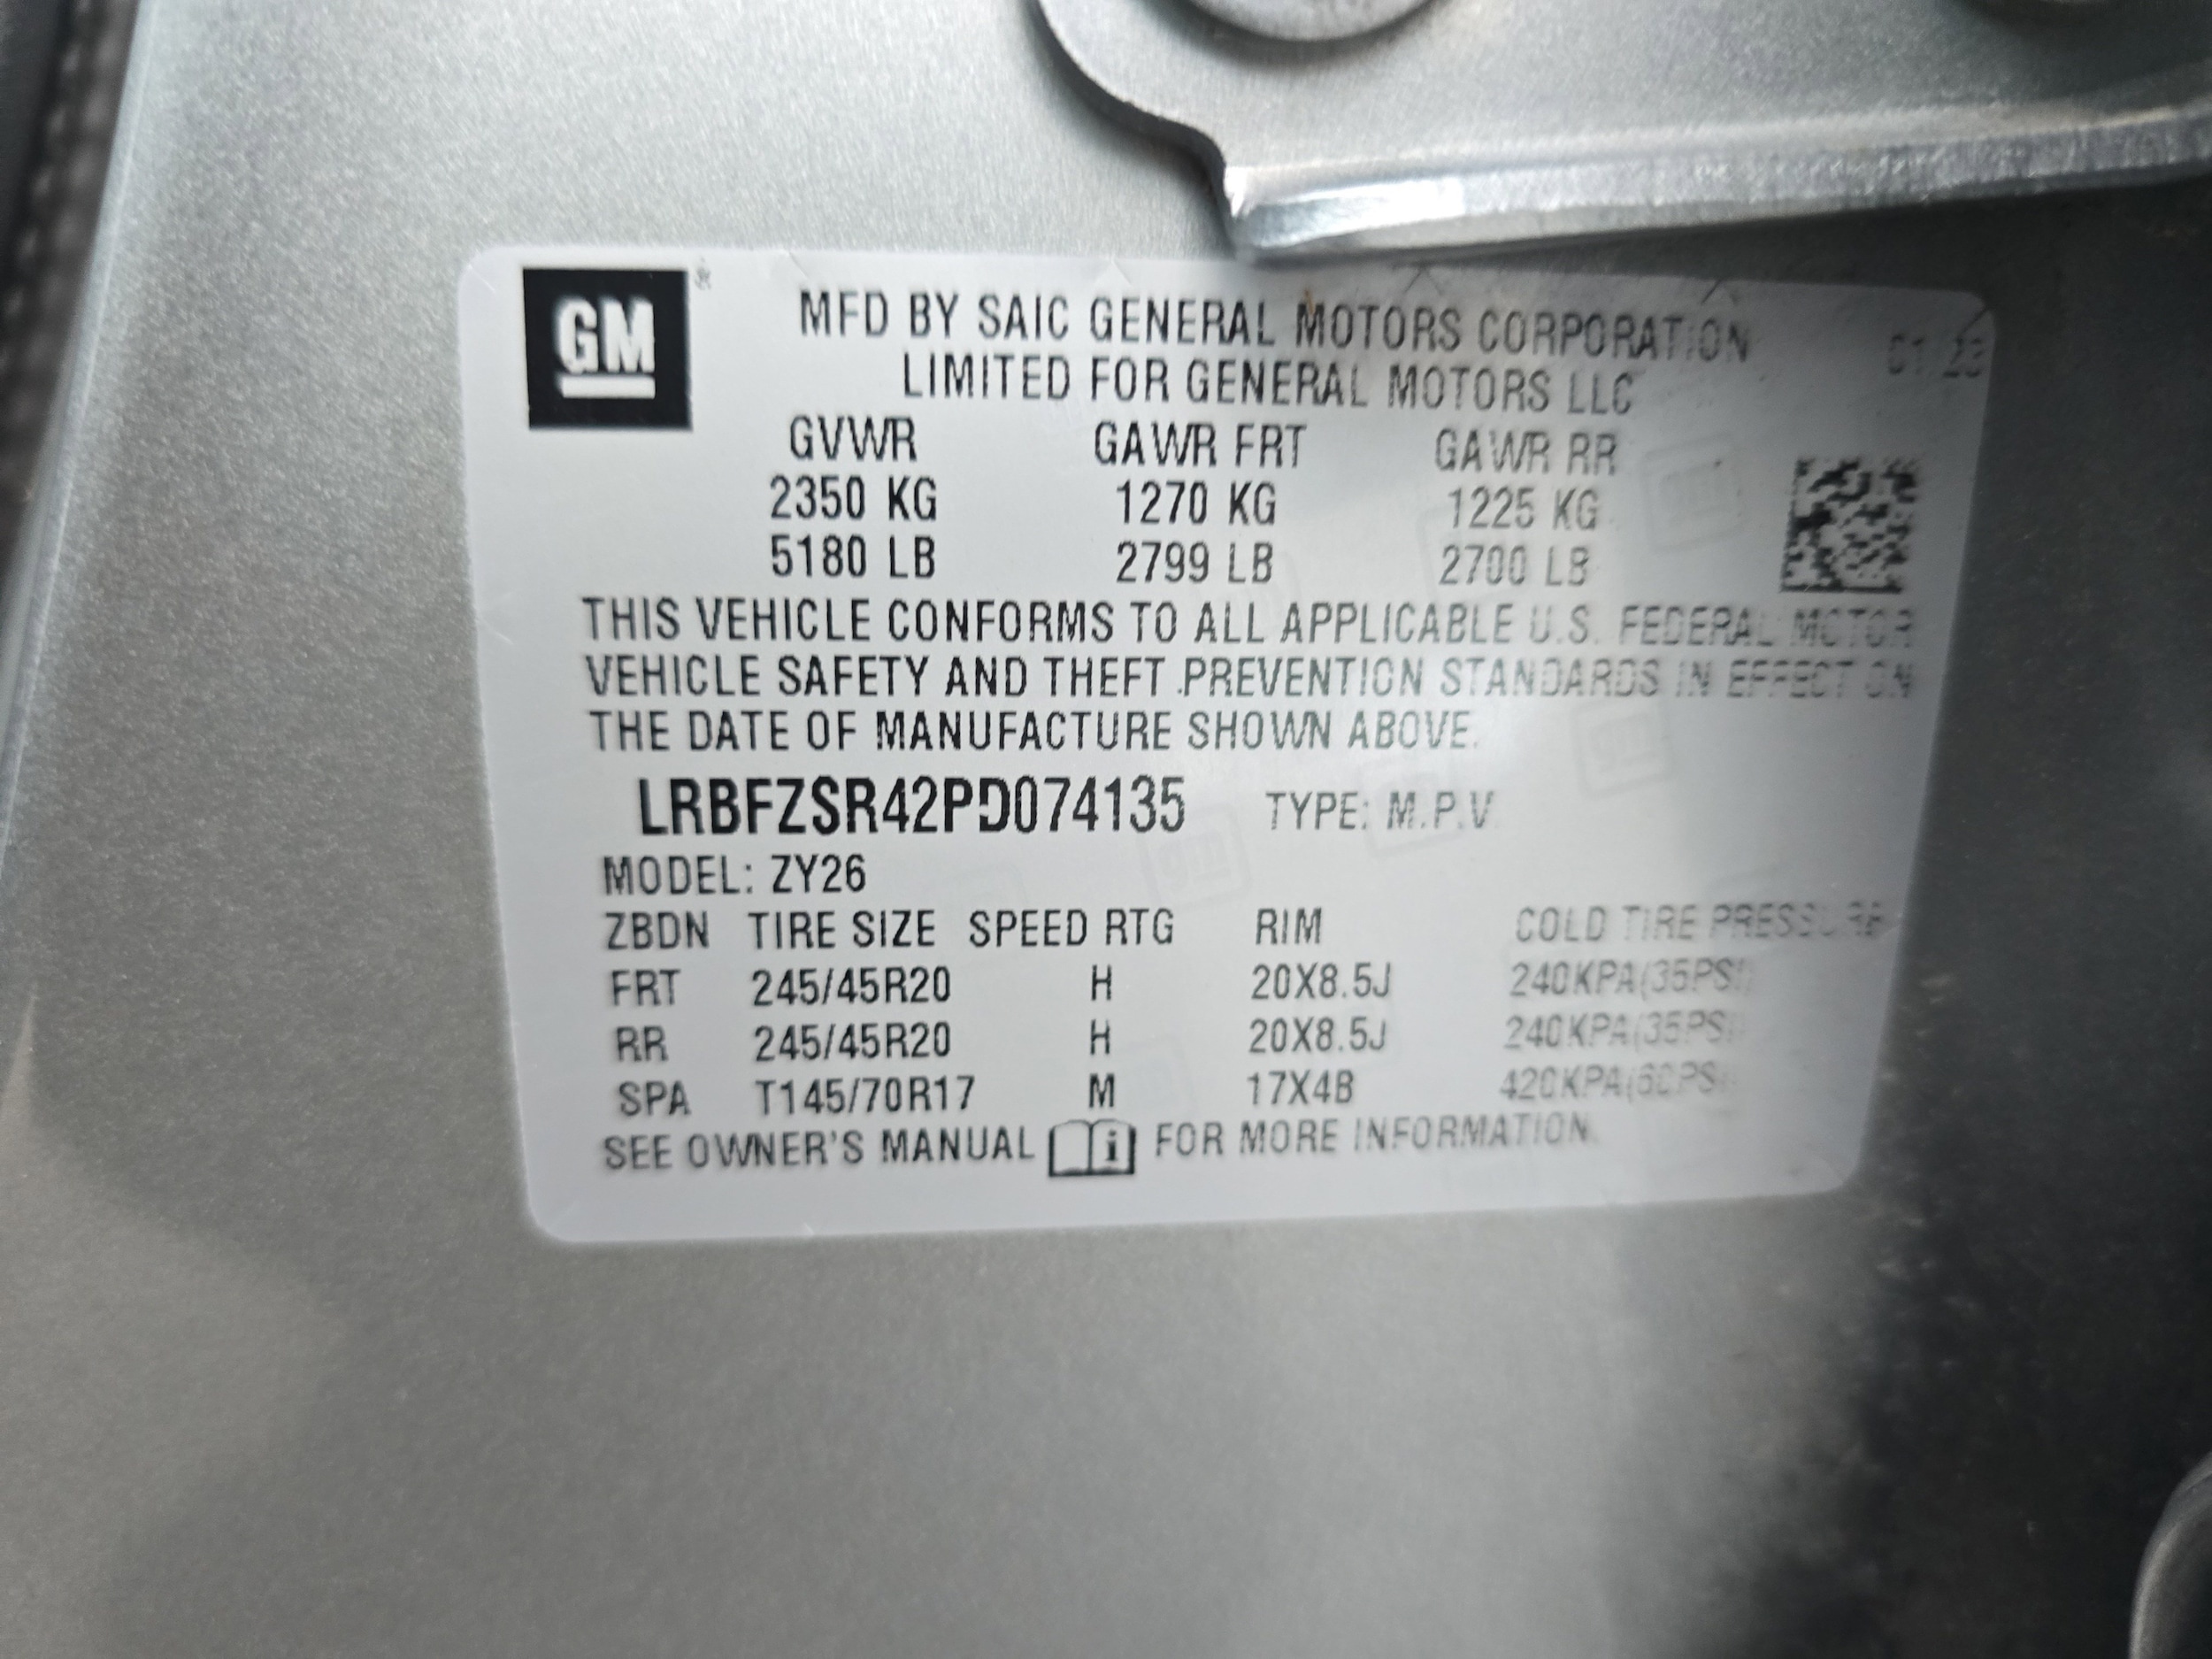 GM
MFD BY SAIC GENERAL MOTORS CORPORATION 01 23
LIMITED FOR GENERAL MOTORS LLC
GVWR GAWR FRT GAWR RR
2350 KG 1270 KG 1225 KG
5180 LB 2799 LB 2700 LB
THIS VEHICLE CONFORMS TO ALL APPLICABLE U.S. FEDERAL MOTOR
VEHICLE SAFETY AND THEFT PREVENTION STANDARDS IN EFFECT ON
THE DATE OF MANUFACTURE SHOWN ABOVE.
LRBFZSR42PD074135 TYPE: M.P.V.
MODEL: ZY26
ZBDN TIRE SIZE SPEED RTG RIM COLD TIRE PRESSURE
FRT 245/45R20 H 20X8.5J 240KPA(35PSI)
RR 245/45R20 H 20X8.5J 240KPA(35PSI)
SPA T145/70R17 M 17X4B 420KPA(60PSI)
SEE OWNER'S MANUAL i FOR MORE INFORMATION.